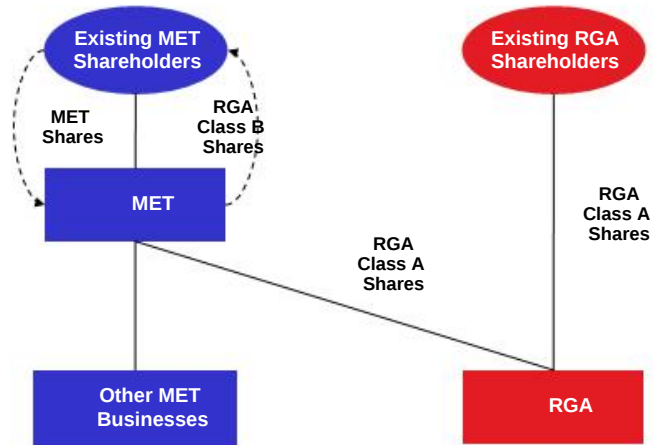 Existing MET
Shareholders
Existing RGA
Shareholders
MET
Shares
RGA
Class B
Shares
MET
RGA
Class A
Shares
RGA
Class A
Shares
Other MET
Businesses
RGA